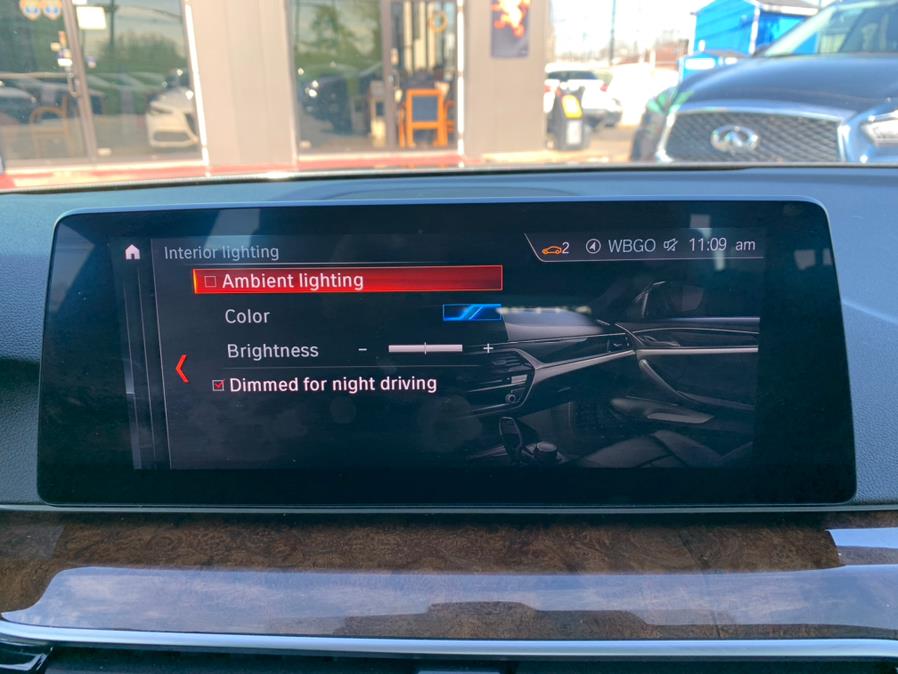 Interior lighting
2 WBGO 11:09 am
Ambient lighting
Color
Brightness - +
Dimmed for night driving